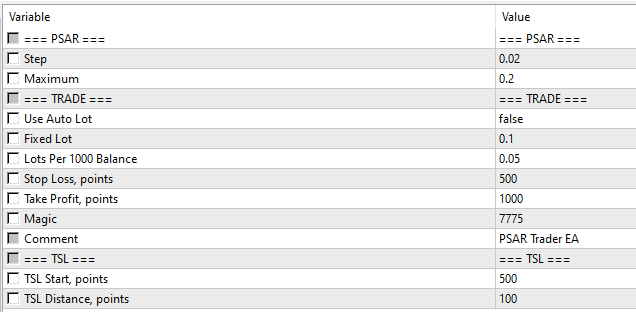 Variable Value
=== PSAR === === PSAR ===
Step 0.02
Maximum 0.2
=== TRADE === === TRADE ===
Use Auto Lot false
Fixed Lot 0.1
Lots Per 1000 Balance 0.05
Stop Loss, points 500
Take Profit, points 1000
Magic 7775
Comment PSAR Trader EA
=== TSL === === TSL ===
TSL Start, points 500
TSL Distance, points 100